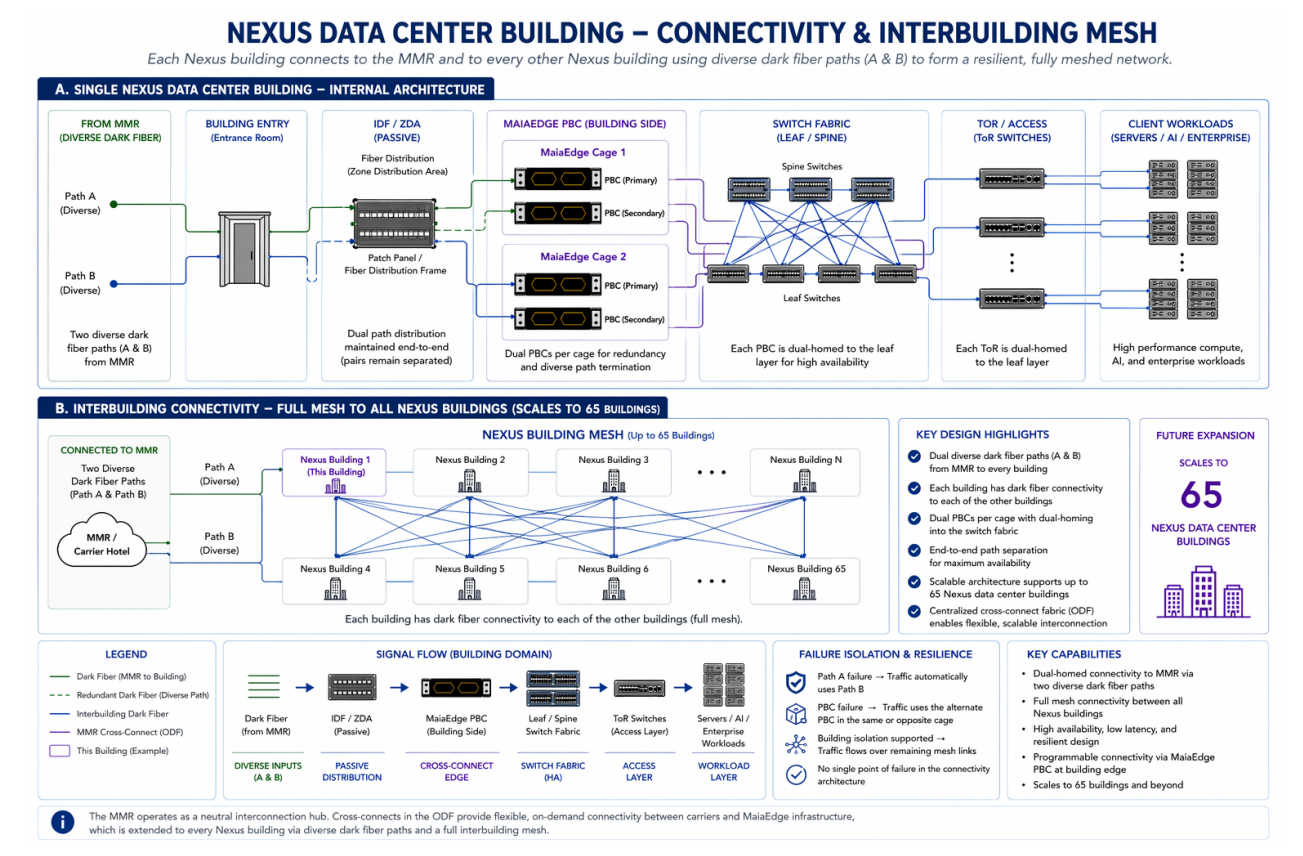 NEXUS DATA CENTER BUILDING – CONNECTIVITY & INTERBUILDING MESH
Each Nexus building connects to the MMR and to every other Nexus building using diverse dark fiber paths (A & B) to form a resilient, fully meshed network.
A. SINGLE NEXUS DATA CENTER BUILDING – INTERNAL ARCHITECTURE
FROM MMR
(DIVERSE DARK FIBER)
Path A
(Diverse)
Path B
(Diverse)
Two diverse dark
fiber paths (A & B)
from MMR
BUILDING ENTRY
(Entrance Room)
IDF / ZDA
(PASSIVE)
Fiber Distribution
(Zone Distribution Area)
Patch Panel /
Fiber Distribution Frame
Dual path distribution
maintained end-to-end
(pairs remain separated)
MAIAEDGE PBC (BUILDING SIDE)
MaiaEdge Cage 1
PBC (Primary)
PBC (Secondary)
MaiaEdge Cage 2
PBC (Primary)
PBC (Secondary)
Dual PBCs per cage for redundancy
and diverse path termination
SWITCH FABRIC
(LEAF / SPINE)
Spine Switches
Leaf Switches
Each PBC is dual-homed to the leaf
layer for high availability
TOR / ACCESS
(ToR SWITCHES)
Each ToR is dual-homed
to the leaf layer
CLIENT WORKLOADS
(SERVERS / AI / ENTERPRISE)
High performance compute,
AI, and enterprise workloads
B. INTERBUILDING CONNECTIVITY – FULL MESH TO ALL NEXUS BUILDINGS (SCALES TO 65 BUILDINGS)
CONNECTED TO MMR
Two Diverse
Dark Fiber Paths
(Path A & Path B)
MMR /
Carrier Hotel
Path A
(Diverse)
Path B
(Diverse)
NEXUS BUILDING MESH (Up to 65 Buildings)
Nexus Building 1
(This Building)
Nexus Building 2
Nexus Building 3
Nexus Building N
Nexus Building 4
Nexus Building 5
Nexus Building 6
Nexus Building 65
Each building has dark fiber connectivity to each of the other buildings (full mesh).
KEY DESIGN HIGHLIGHTS
Dual diverse dark fiber paths (A & B)
from MMR to every building
Each building has dark fiber connectivity
to each of the other buildings
Dual PBCs per cage with dual-homing
into the switch fabric
End-to-end path separation
for maximum availability
Scalable architecture supports up to
65 Nexus data center buildings
Centralized cross-connect fabric (ODF)
enables flexible, scalable interconnection
FUTURE EXPANSION
SCALES TO
65
NEXUS DATA CENTER
BUILDINGS
LEGEND
Dark Fiber (MMR to Building)
Redundant Dark Fiber (Diverse Path)
Interbuilding Dark Fiber
MMR Cross-Connect (ODF)
This Building (Example)
SIGNAL FLOW (BUILDING DOMAIN)
Dark Fiber
(from MMR)
DIVERSE INPUTS
(A & B)
IDF / ZDA
(Passive)
PASSIVE
DISTRIBUTION
MaiaEdge PBC
(Building Side)
CROSS-CONNECT
EDGE
Leaf / Spine
Switch Fabric
SWITCH FABRIC
(HA)
ToR Switches
(Access Layer)
ACCESS
LAYER
Servers / AI /
Enterprise
Workloads
WORKLOAD
LAYER
FAILURE ISOLATION & RESILIENCE
Path A failure → Traffic automatically
uses Path B
PBC failure → Traffic uses the alternate
PBC in the same or opposite cage
Building isolation supported →
Traffic flows over remaining mesh links
No single point of failure in the connectivity
architecture
KEY CAPABILITIES
• Dual-homed connectivity to MMR via
two diverse dark fiber paths
• Full mesh connectivity between all
Nexus buildings
• High availability, low latency, and
resilient design
• Programmable connectivity via MaiaEdge
PBC at building edge
• Scales to 65 buildings and beyond
The MMR operates as a neutral interconnection hub. Cross-connects in the ODF provide flexible, on-demand connectivity between carriers and MaiaEdge infrastructure,
which is extended to every Nexus building via diverse dark fiber paths and a full interbuilding mesh.